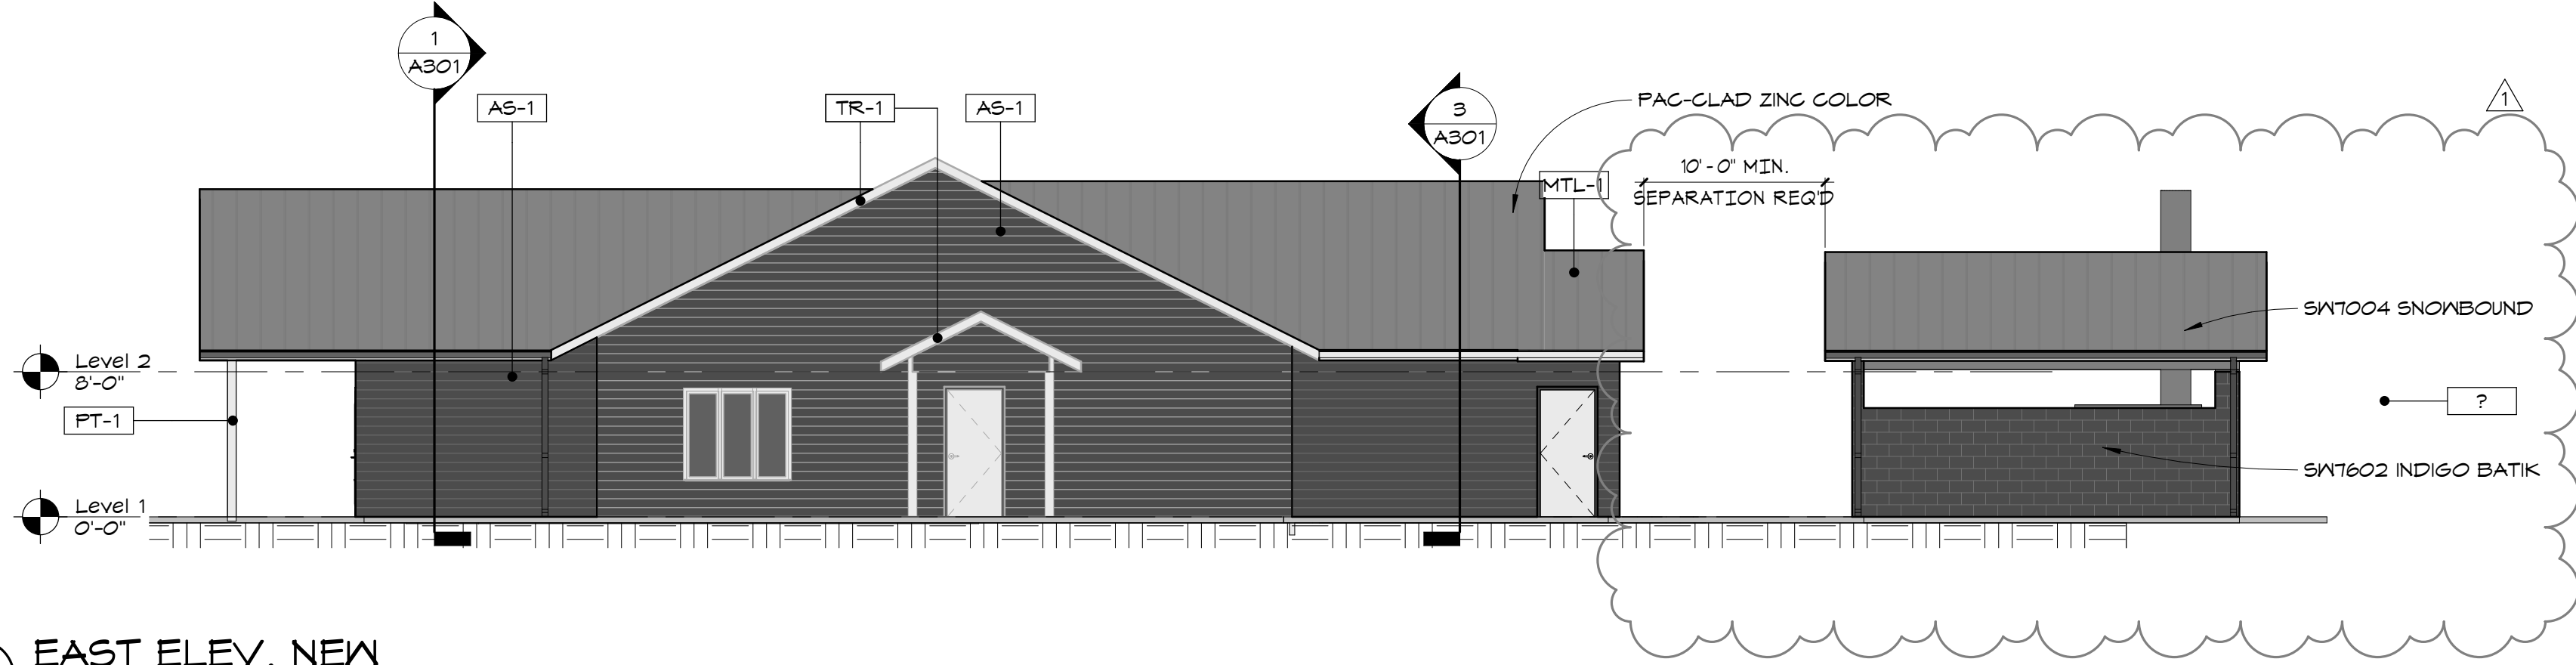 1
A301
AS-1
TR-1
AS-1
3
A301
PAC-CLAD ZINC COLOR
1
10'-0" MIN.
SEPARATION REQ'D
MTL-1
SW7004 SNOWBOUND
Level 2
8'-0"
PT-1
?
SW7602 INDIGO BATIK
Level 1
0'-0"
EAST ELEV. NEW